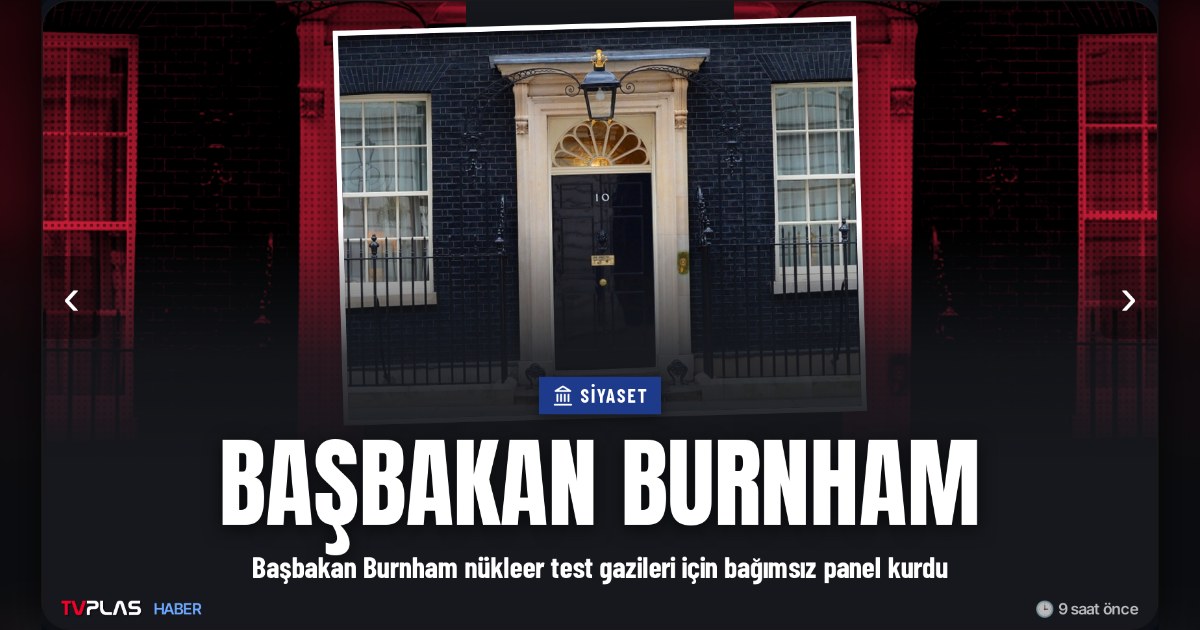 10
SİYASET
BAŞBAKAN BURNHAM
Başbakan Burnham nükleer test gazileri için bağımsız panel kurdu
TVPLAS HABER
9 saat önce